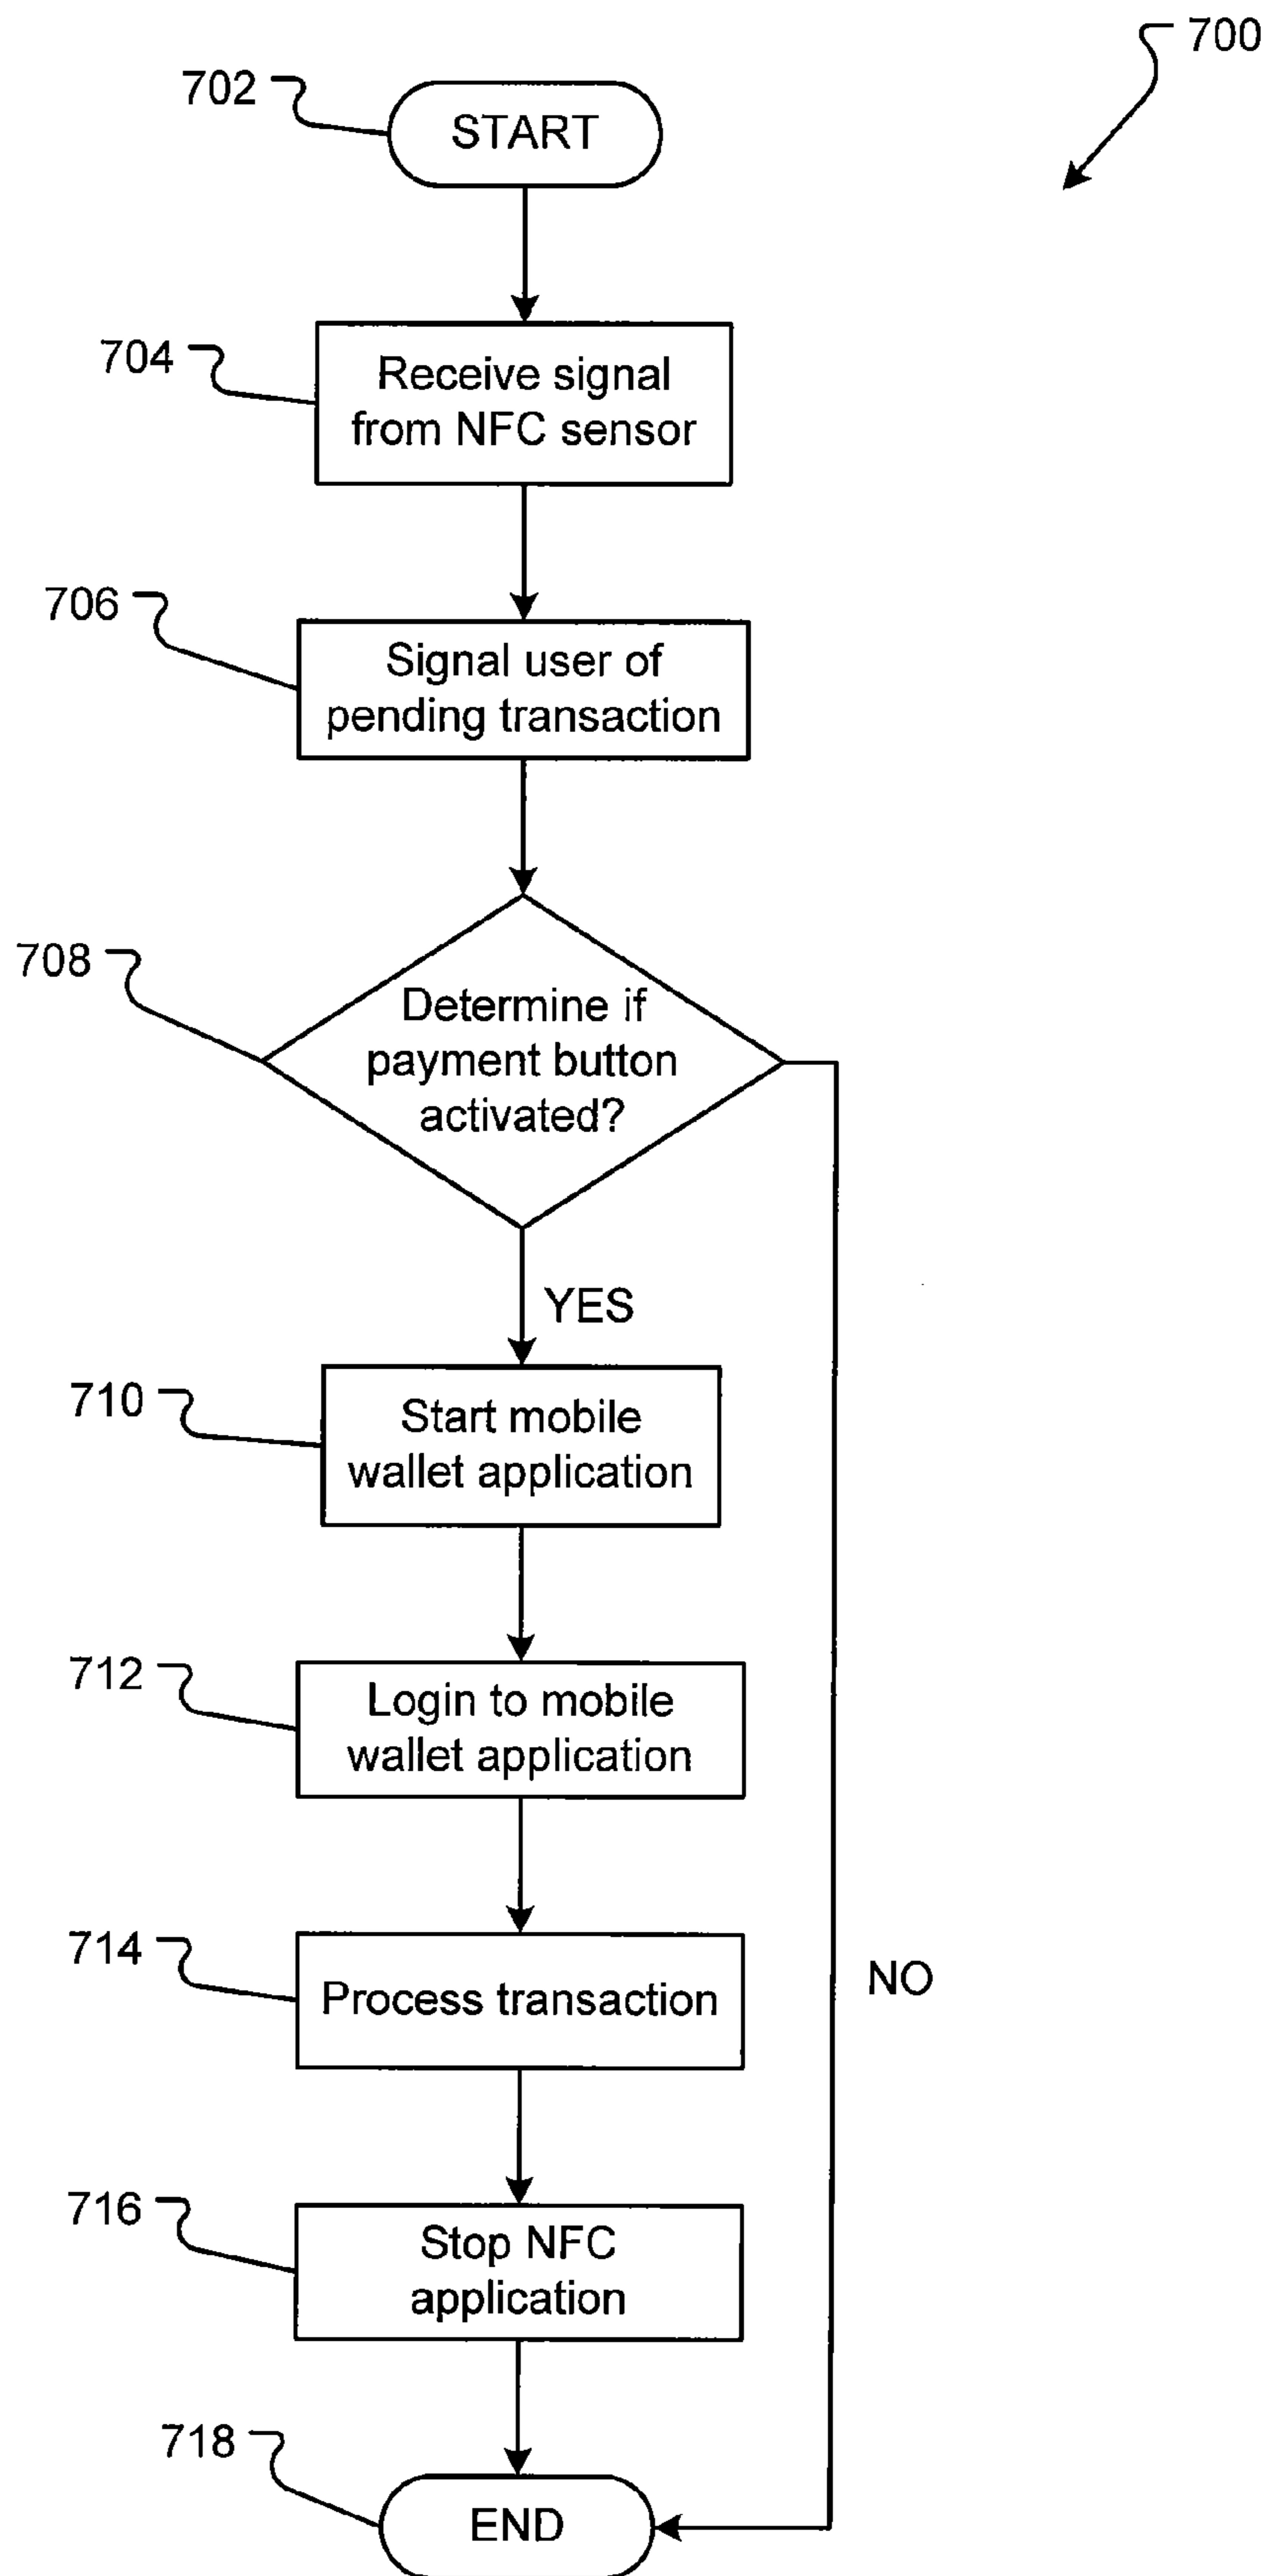 700
702
START
704
Receive signal
from NFC sensor
706
Signal user of
pending transaction
708
Determine if
payment button
activated?
YES
710
Start mobile
wallet application
712
Login to mobile
wallet application
714
Process transaction
NO
716
Stop NFC
application
718
END